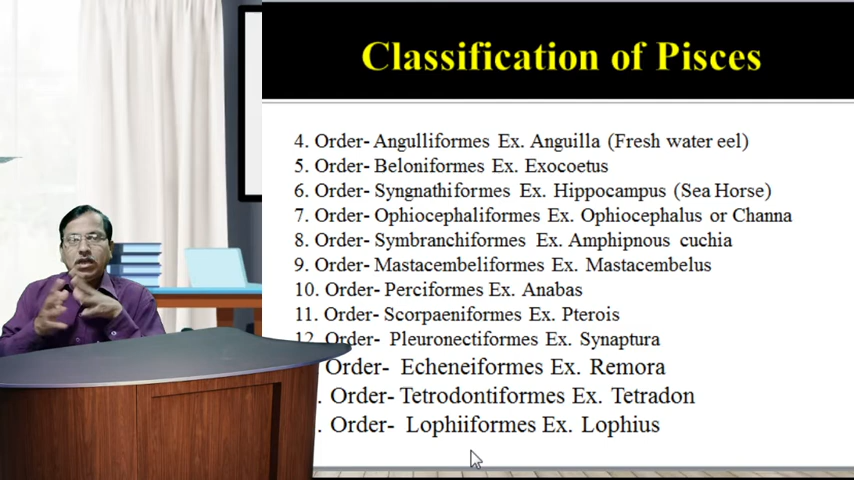 Classification of Pisces
4. Order- Angulliformes Ex. Anguilla (Fresh water eel)
5. Order- Beloniformes Ex. Exocoetus
6. Order- Syngnathiformes Ex. Hippocampus (Sea Horse)
7. Order- Ophiocephaliformes Ex. Ophiocephalus or Channa
8. Order- Symbranchiformes Ex. Amphipnous cuchia
9. Order- Mastacembeliformes Ex. Mastacembelus
10. Order- Perciformes Ex. Anabas
11. Order- Scorpaeniformes Ex. Pterois
12. Order- Pleuronectiformes Ex. Synaptura
Order- Echeneiformes Ex. Remora
. Order- Tetrodontiformes Ex. Tetradon
. Order- Lophiiformes Ex. Lophius